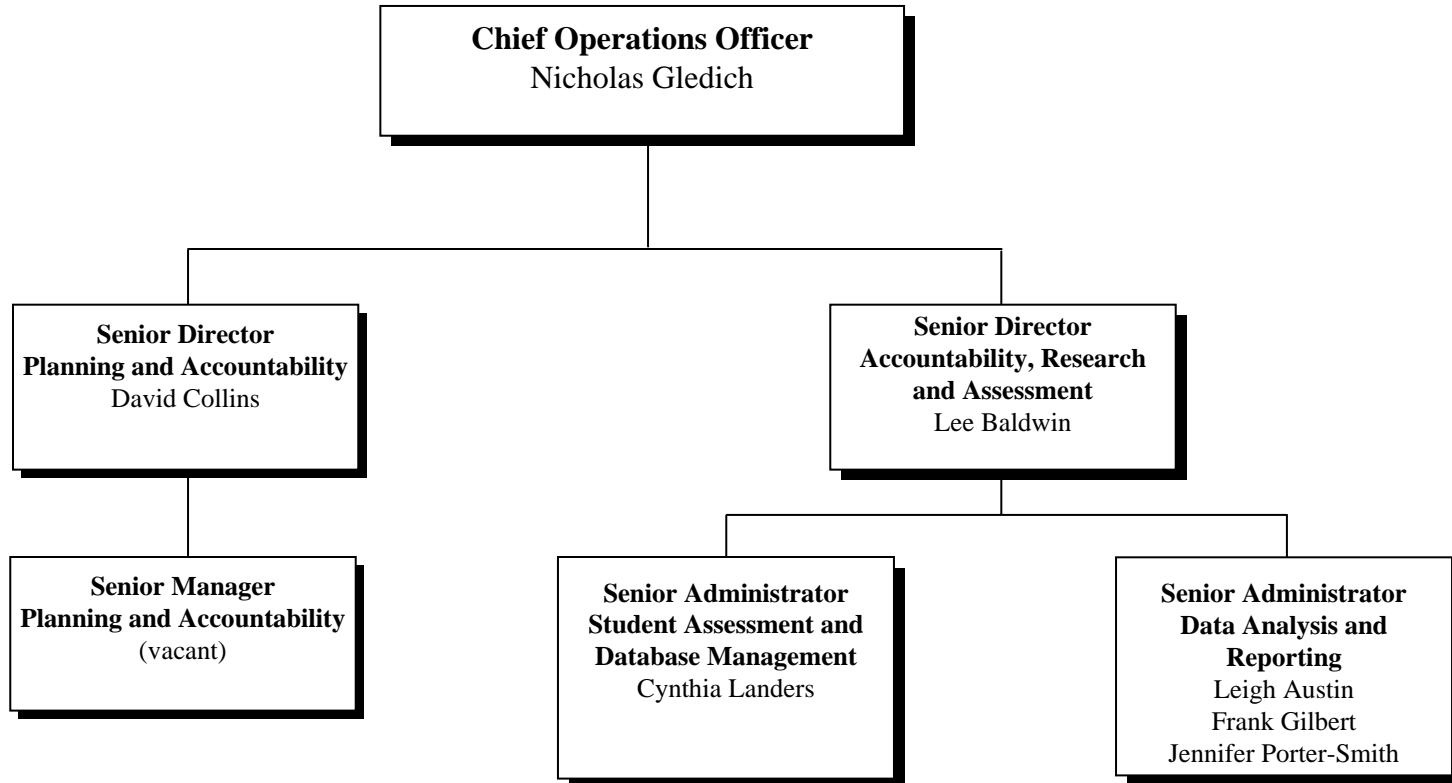 Chief Operations Officer
Nicholas Gledich
Senior Director
Planning and Accountability
David Collins
Senior Director
Accountability, Research
and Assessment
Lee Baldwin
Senior Manager
Planning and Accountability
(vacant)
Senior Administrator
Student Assessment and
Database Management
Cynthia Landers
Senior Administrator
Data Analysis and
Reporting
Leigh Austin
Frank Gilbert
Jennifer Porter-Smith